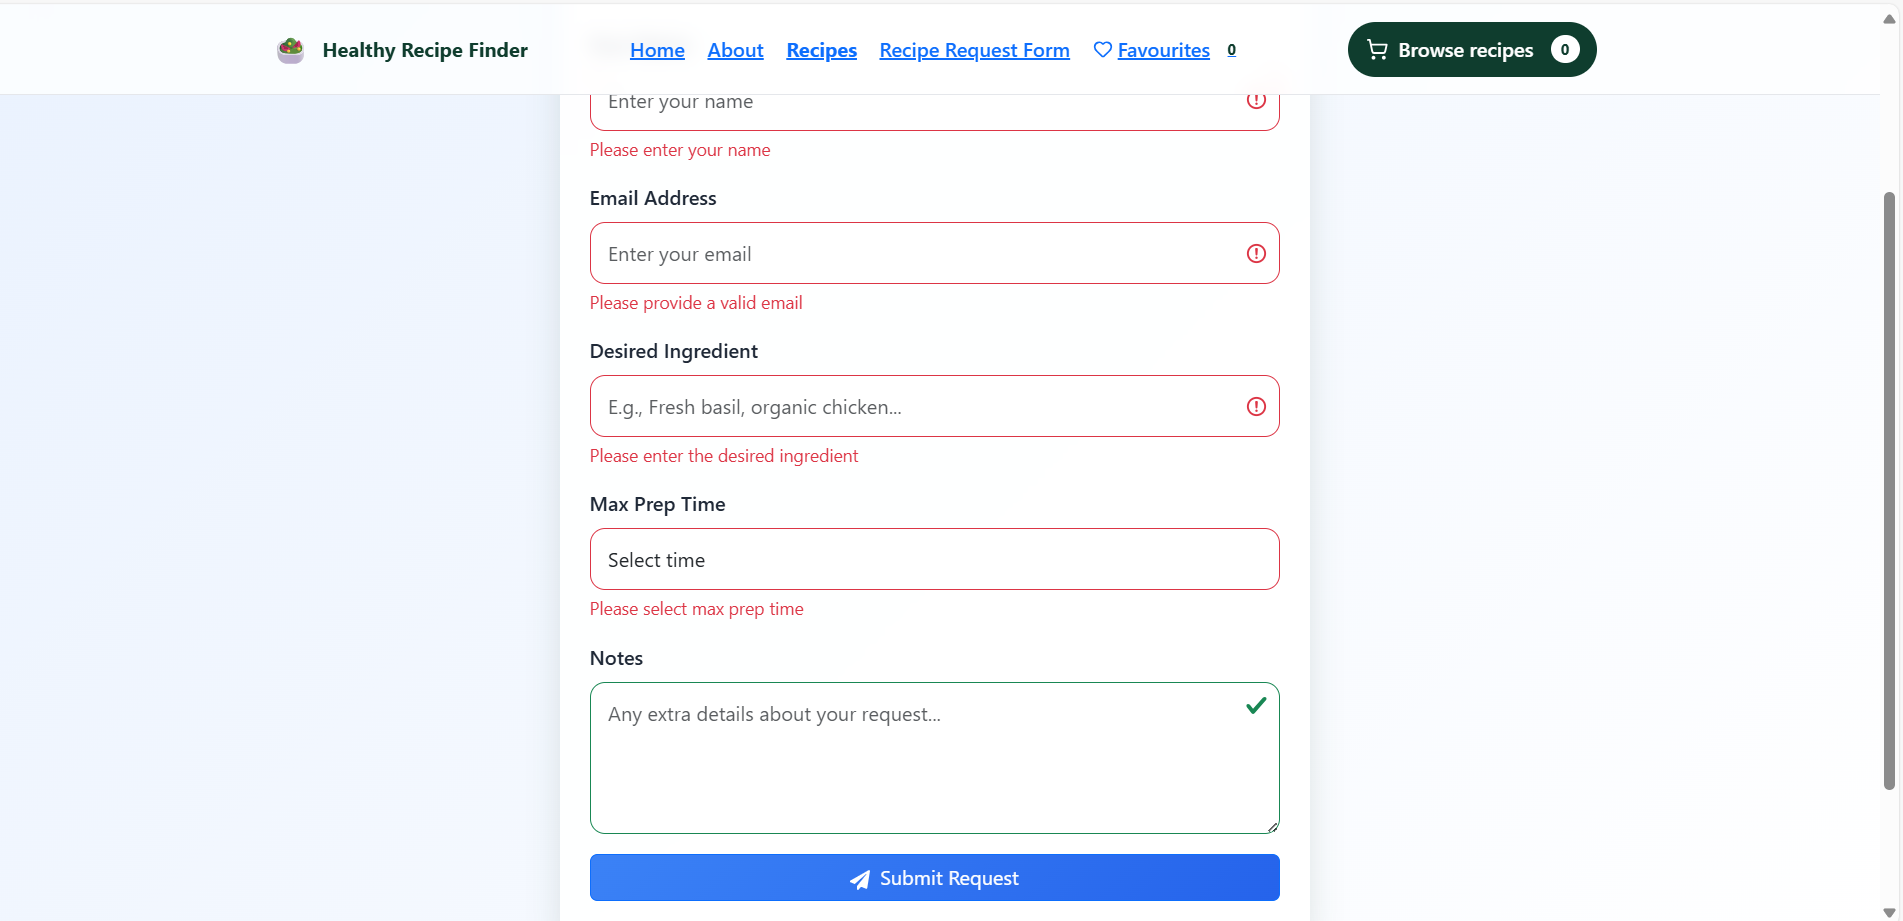 Healthy Recipe Finder
Home About Recipes Recipe Request Form Favourites 0
Browse recipes 0
Enter your name
Please enter your name
Email Address
Enter your email
Please provide a valid email
Desired Ingredient
E.g., Fresh basil, organic chicken...
Please enter the desired ingredient
Max Prep Time
Select time
Please select max prep time
Notes
Any extra details about your request...
Submit Request